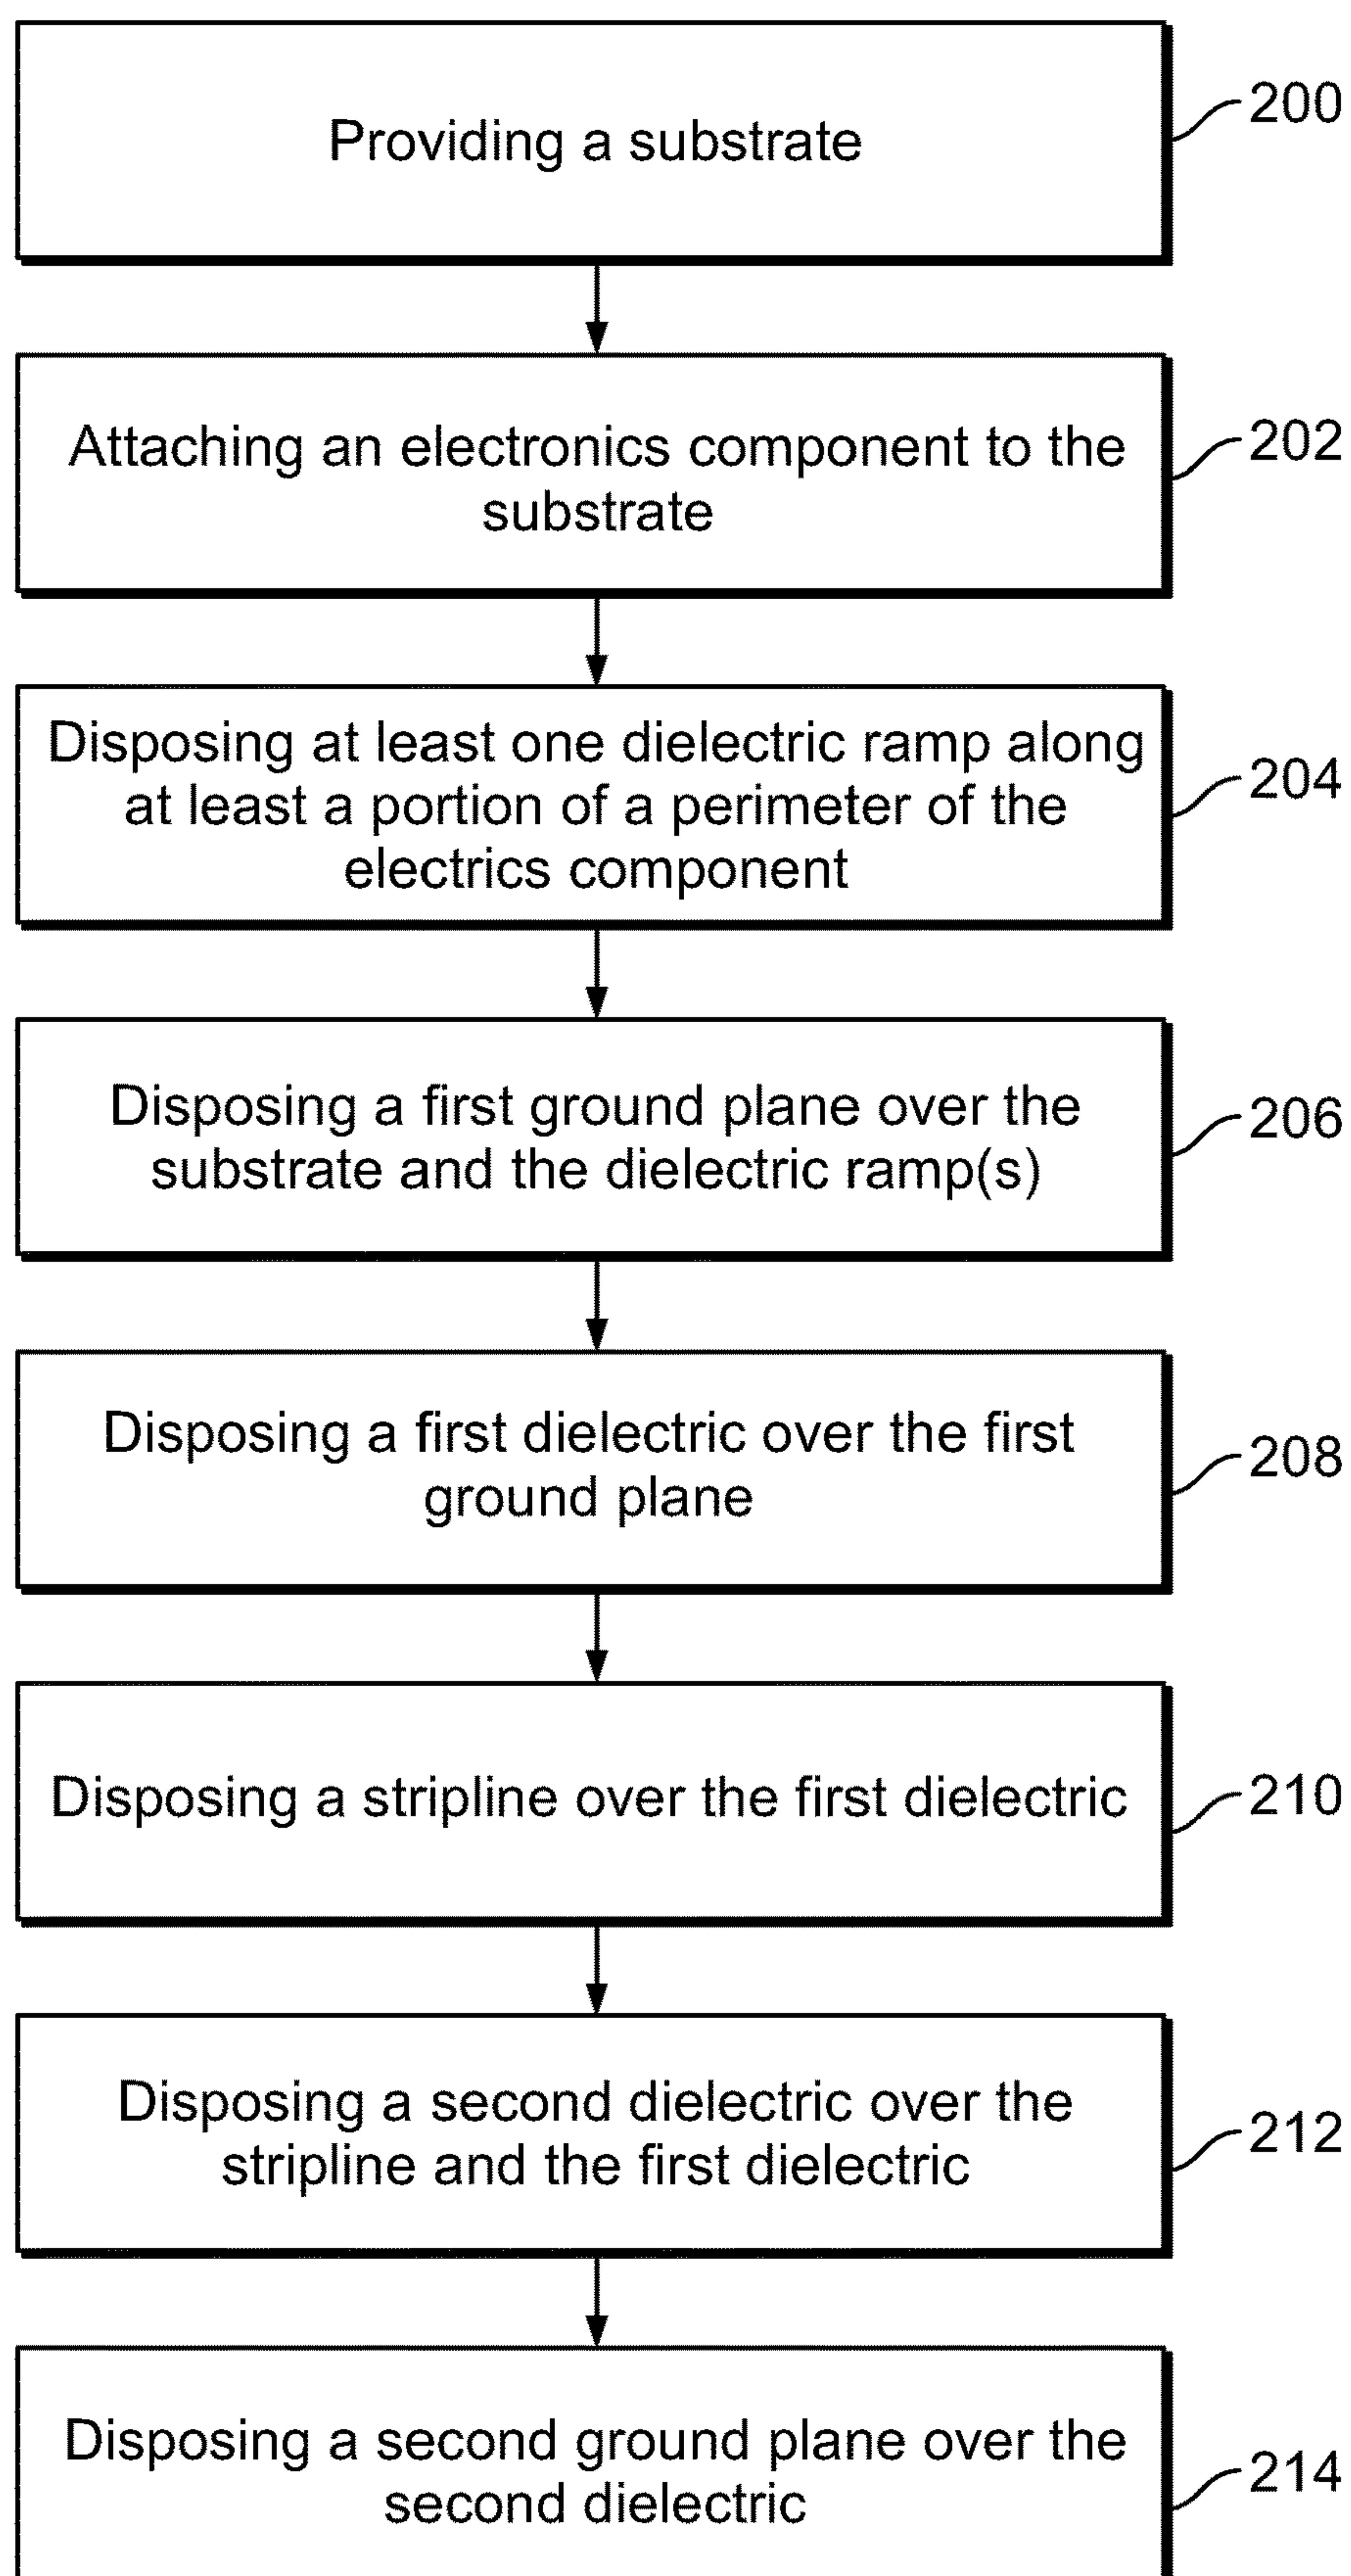 Providing a substrate
200
Attaching an electronics component to the
substrate
202
Disposing at least one dielectric ramp along
at least a portion of a perimeter of the
electrics component
204
Disposing a first ground plane over the
substrate and the dielectric ramp(s)
206
Disposing a first dielectric over the first
ground plane
208
Disposing a stripline over the first dielectric
210
Disposing a second dielectric over the
stripline and the first dielectric
212
Disposing a second ground plane over the
second dielectric
214